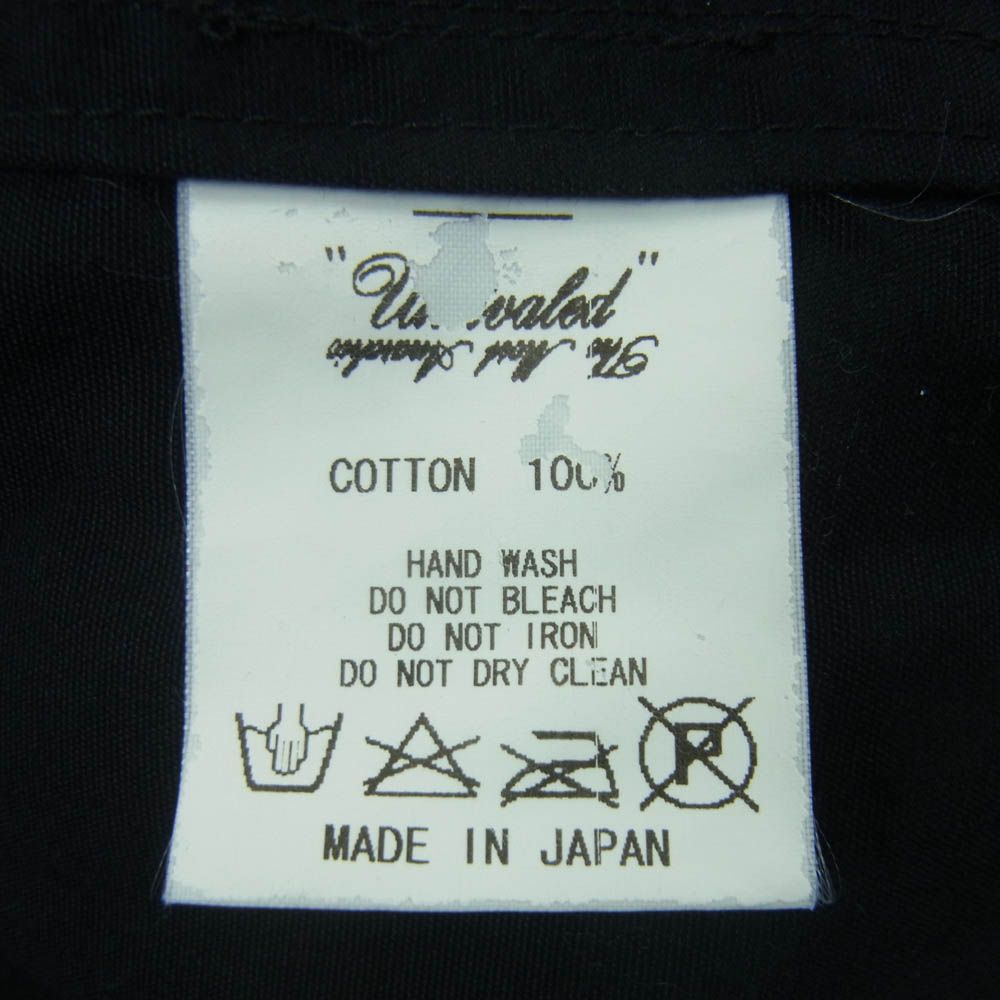 COTTON 100%
HAND WASH
DO NOT BLEACH
DO NOT IRON
DO NOT DRY CLEAN
P
MADE IN JAPAN